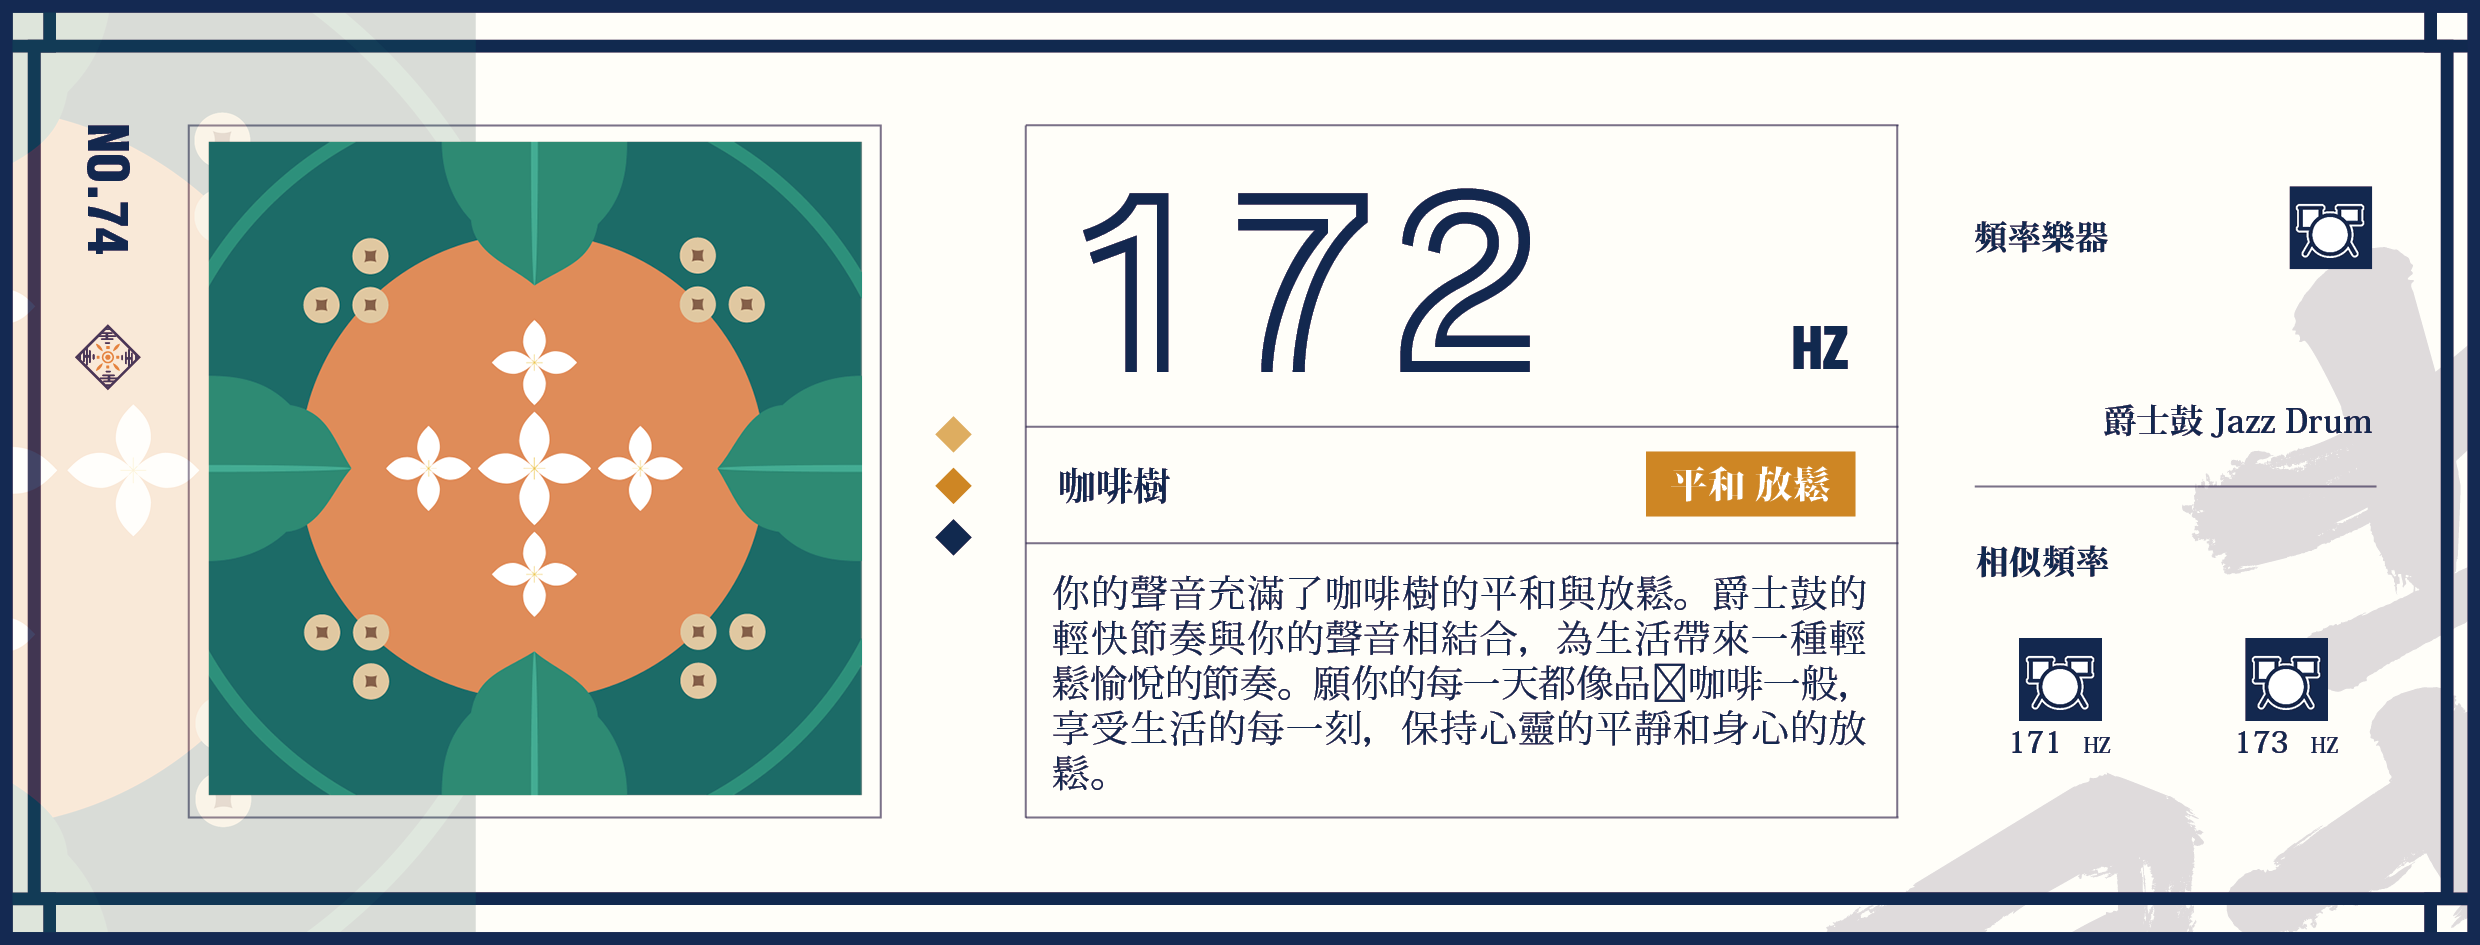 NO.74
172
HZ
咖啡樹
平和 放鬆
你的聲音充滿了咖啡樹的平和與放鬆。爵士鼓的
輕快節奏與你的聲音相結合，為生活帶來一種輕
鬆愉悅的節奏。願你的每一天都像品咖啡一般，
享受生活的每一刻，保持心靈的平靜和身心的放
鬆。
頻率樂器
爵士鼓 Jazz Drum
相似頻率
171 HZ
173 HZ